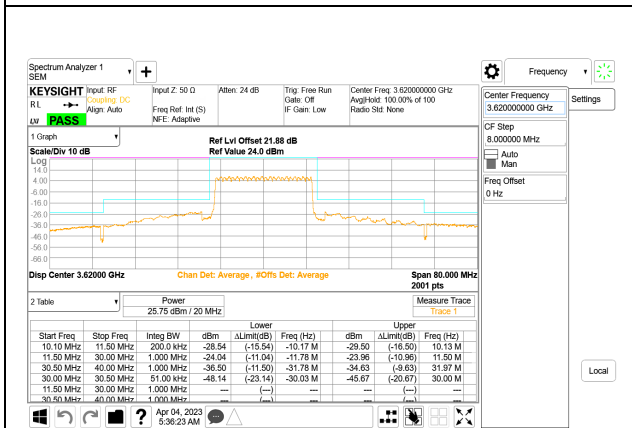 Spectrum Analyzer 1
SEM
Frequency
KEYSIGHT Input: RF Input Z: 50 Ω Atten: 24 dB Trig: Free Run Center Freq: 3.620000000 GHz
R L Coupling: DC Gate: Off Avg|Hold: 100.00% of 100
Align: Auto Freq Ref: Int (S) IF Gain: Low Radio Std: None
LXI PASS NFE: Adaptive
Center Frequency
3.620000000 GHz
Settings
CF Step
8.000000 MHz
Auto
Man
Freq Offset
0 Hz
1 Graph
Ref Lvl Offset 21.88 dB
Scale/Div 10 dB Ref Value 24.0 dBm
Log
14.0
4.00
-6.00
-16.0
-26.0
-36.0
-46.0
-56.0
-66.0
Disp Center 3.62000 GHz Chan Det: Average, #Offs Det: Average Span 80.000 MHz
2001 pts
2 Table
Power
25.75 dBm / 20 MHz
Measure Trace
Trace 1
Lower Upper
Start Freq Stop Freq Integ BW dBm ΔLimit(dB) Freq (Hz) dBm ΔLimit(dB) Freq (Hz)
10.10 MHz 11.50 MHz 200.0 kHz -28.54 (-15.54) -10.17 M -29.50 (-16.50) 10.13 M
11.50 MHz 30.00 MHz 1.000 MHz -24.04 (-11.04) -11.78 M -23.96 (-10.96) 11.50 M
30.50 MHz 40.00 MHz 1.000 MHz -36.50 (-11.50) -31.78 M -34.63 (-9.63) 31.97 M
30.00 MHz 30.50 MHz 51.00 kHz -48.14 (-23.14) -30.03 M -45.67 (-20.67) 30.00 M
11.50 MHz 30.00 MHz 1.000 MHz --- (---) --- --- (---) ---
30.50 MHz 40.00 MHz 1.000 MHz --- (---) --- --- (---) ---
Local
Apr 04, 2023
5:36:23 AM